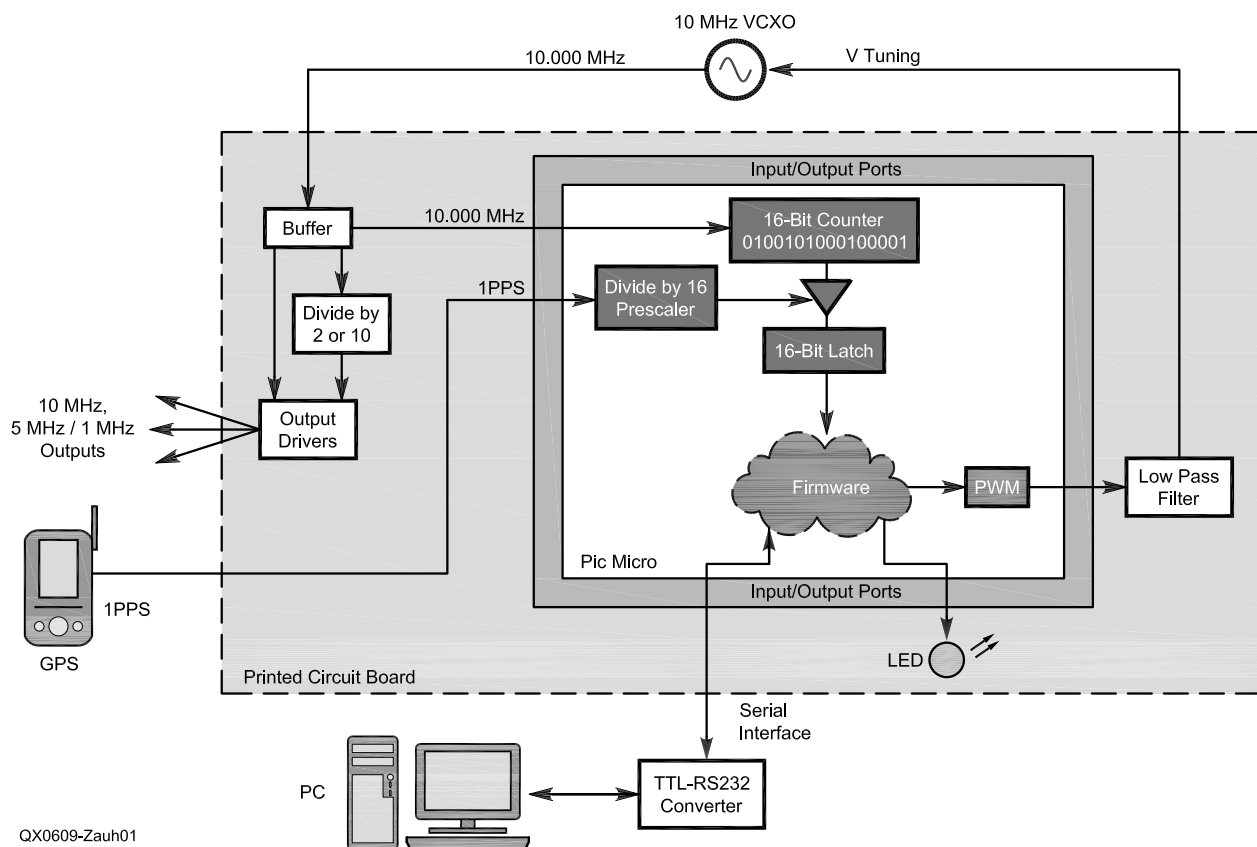 10 MHz VCXO
10.000 MHz
V Tuning
Input/Output Ports
Buffer
10.000 MHz
16-Bit Counter
0100101000100001
1PPS
Divide by 16
Prescaler
Divide by
2 or 10
16-Bit Latch
10 MHz,
5 MHz / 1 MHz
Outputs
Output
Drivers
Firmware
PWM
Low Pass
Filter
Pic Micro
Input/Output Ports
1PPS
GPS
LED
Printed Circuit Board
Serial
Interface
PC
TTL-RS232
Converter
QX0609-Zauh01